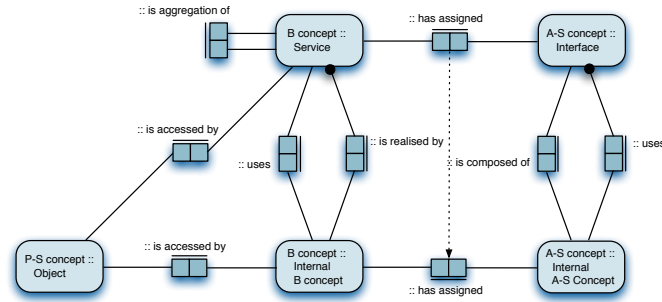 :: is aggregation of
B concept ::
Service
:: has assigned
A-S concept ::
Interface
:: is accessed by
:: uses
:: is realised by
:: is composed of
:: uses
P-S concept ::
Object
:: is accessed by
B concept ::
Internal
B concept
:: has assigned
A-S concept ::
Internal
A-S Concept